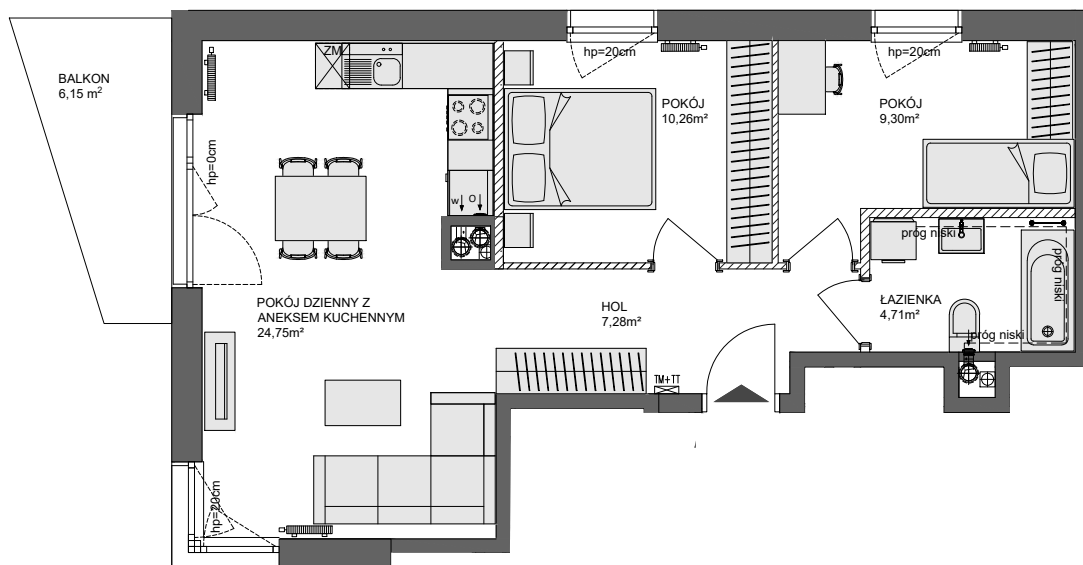 BALKON
6,15 m²
ZM
hp=20cm
hp=20cm
POKÓJ
10,26m²
POKÓJ
9,30m²
hp=0cm
w
O
próg niski
próg niski
POKÓJ DZIENNY Z
ANEKSEM KUCHENNYM
24,75m²
HOL
7,28m²
ŁAZIENKA
4,71m²
próg niski
TM+TT
hp=20cm